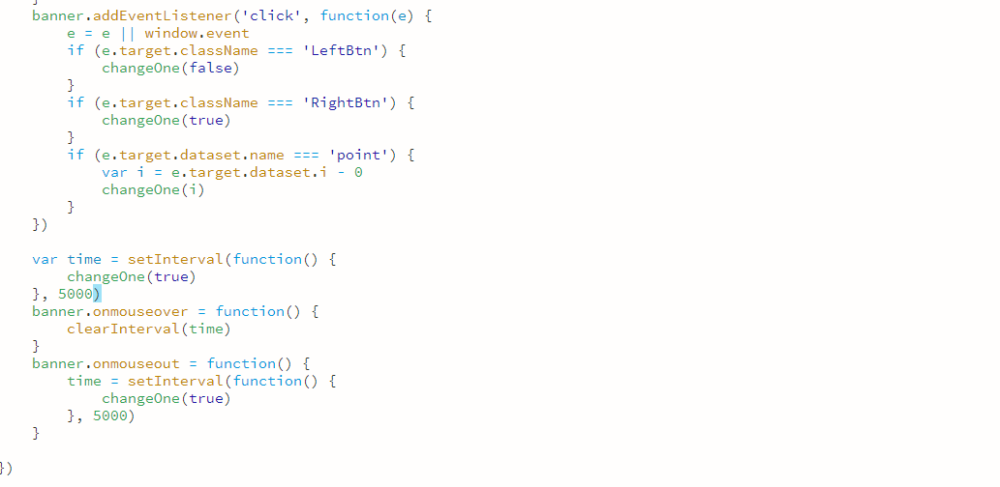 }
banner.addEventListener('click', function(e) {
e = e || window.event
if (e.target.className === 'LeftBtn') {
changeOne(false)
}
if (e.target.className === 'RightBtn') {
changeOne(true)
}
if (e.target.dataset.name === 'point') {
var i = e.target.dataset.i - 0
changeOne(i)
}
})
var time = setInterval(function() {
changeOne(true)
}, 5000)
banner.onmouseover = function() {
clearInterval(time)
}
banner.onmouseout = function() {
time = setInterval(function() {
changeOne(true)
}, 5000)
}
})